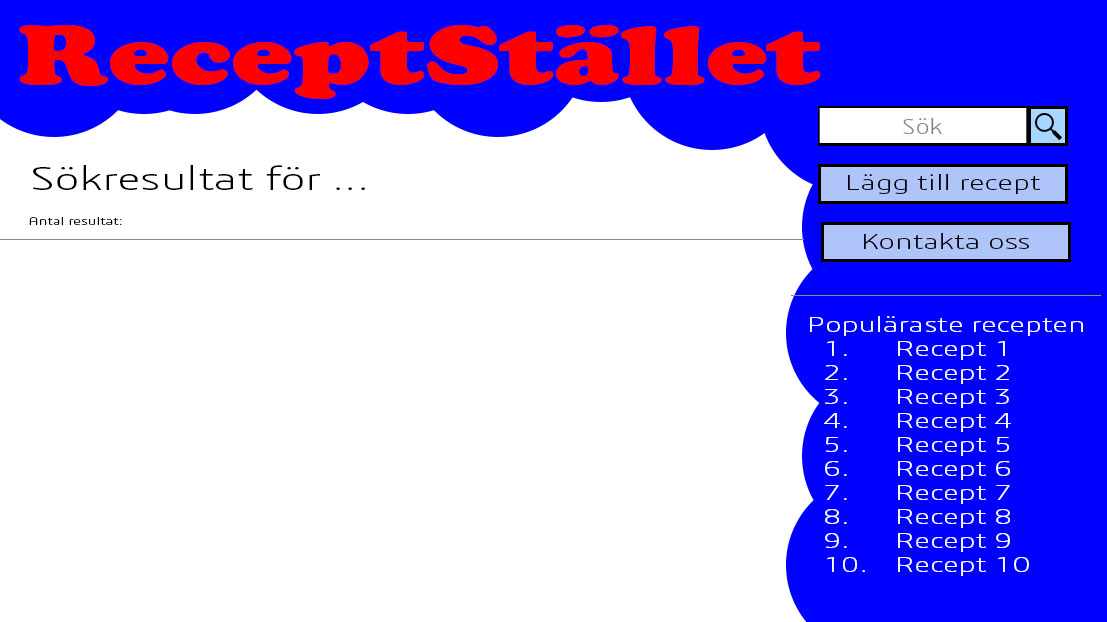 ReceptStället
Sök
Sökresultat för ...
Lägg till recept
Antal resultat:
Kontakta oss
Populäraste recepten
1. Recept 1
2. Recept 2
3. Recept 3
4. Recept 4
5. Recept 5
6. Recept 6
7. Recept 7
8. Recept 8
9. Recept 9
10. Recept 10